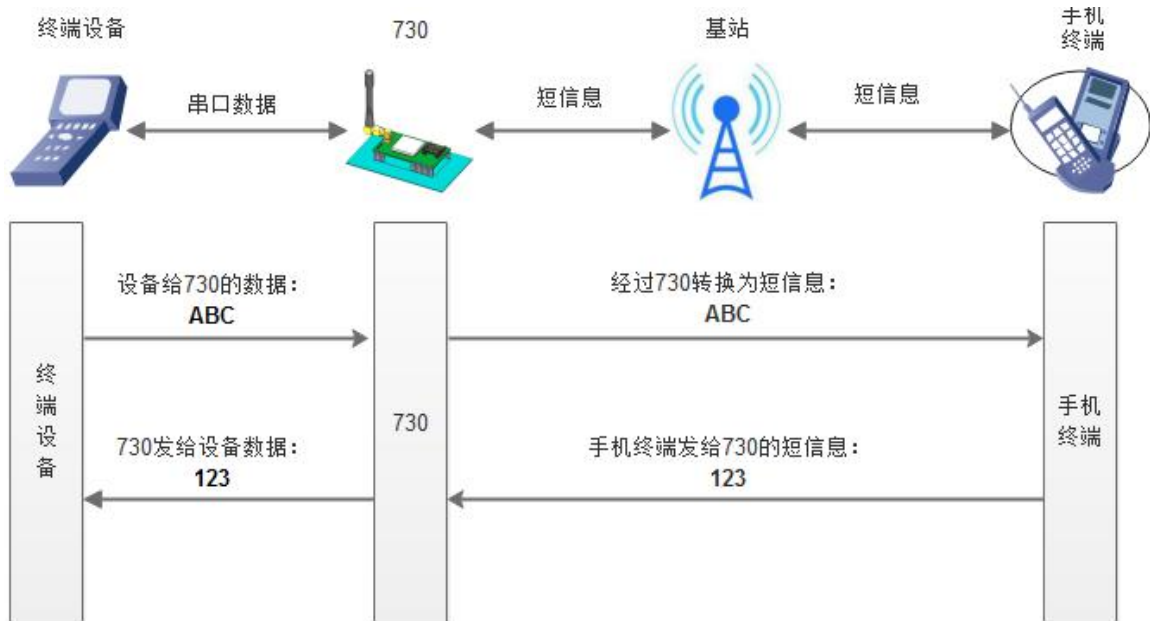 终端设备
730
基站
手机
终端
串口数据
短信息
短信息
设备给730的数据：
ABC
经过730转换为短信息：
ABC
终
端
设
备
730
手机
终端
730发给设备数据：
123
手机终端发给730的短信息：
123